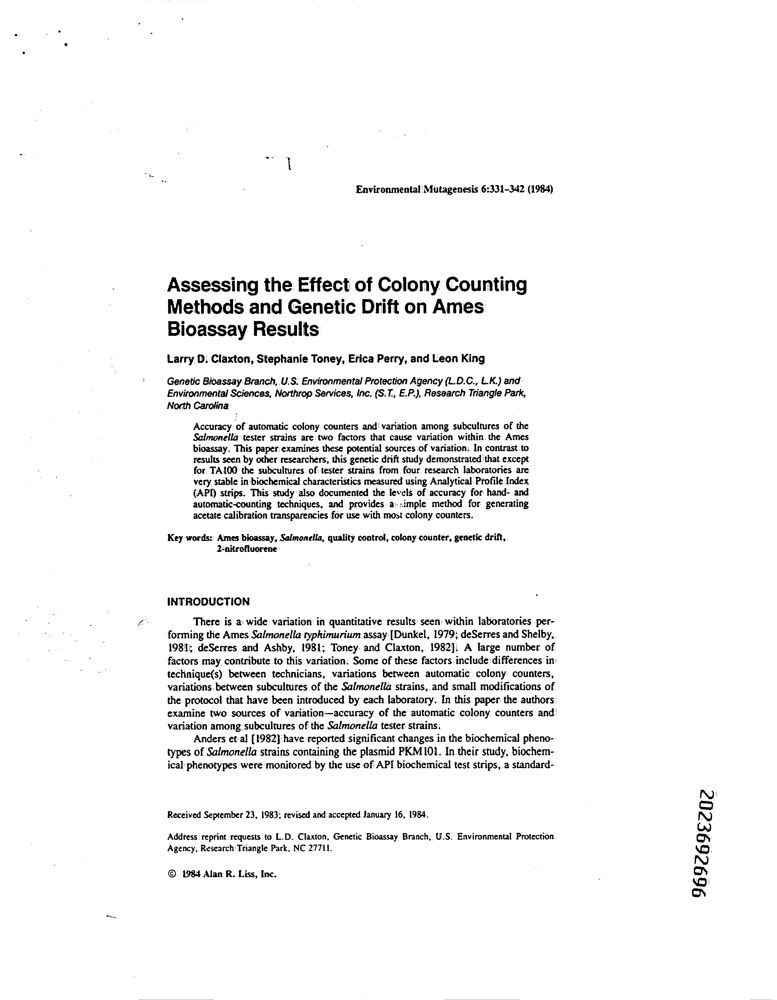 Environmental Mutagenesis 6:331-342 (1984)
Assessing the Effect of Colony Counting
Methods and Genetic Drift on Ames
Bioassay Results
Larry D. Claxton, Stephanie Toney, Erica Perry, and Leon King
Genetic Bioassay Branch, U.S. Environmental Protection Agency (L.D.C., L.K.) and
Environmental Sciences, Northrop Services, Inc. (S.T., E.P.), Research Triangle Park,
North Carolina
Accuracy of automatic colony counters and variation among subcultures of the
Salmonella tester strains are two factors that cause variation within the Ames
bioassay. This paper examines these potential sources of variation. In contrast to
results seen by other researchers, this genetic drift study demonstrated that except
for TA100 the subcultures of tester strains from four research laboratories are
very stable in biochemical characteristics measured using Analytical Profile Index
(API) strips. This study also documented the levels of accuracy for hand- and
automatic-counting techniques, and provides a simple method for generating
acetate calibration transparencies for use with most colony counters.
Key words: Ames bioassay, Salmonella, quality control, colony counter, genetic drift,
2-nitrofluorene
INTRODUCTION
There is a wide variation in quantitative results seen within laboratories per-
forming the Ames Salmonella typhimurium assay [Dunkel, 1979; deSerres and Shelby,
1981; deSerres and Ashby, 1981; Toney and Claxton, 1982]. A large number of
factors may contribute to this variation. Some of these factors include differences in
technique(s) between technicians, variations between automatic colony counters,
variations between subcultures of the Salmonella strains, and small modifications of
the protocol that have been introduced by each laboratory. In this paper the authors
examine two sources of variation—accuracy of the automatic colony counters and
variation among subcultures of the Salmonella tester strains.
Anders et al [1982] have reported significant changes in the biochemical pheno-
types of Salmonella strains containing the plasmid PKM101. In their study, biochem-
ical phenotypes were monitored by the use of API biochemical test strips, a standard-
Received September 23, 1983; revised and accepted January 16, 1984.
Address reprint requests to L.D. Claxton, Genetic Bioassay Branch, U.S. Environmental Protection
Agency, Research Triangle Park, NC 27711.
© 1984 Alan R. Liss, Inc.
2023692696